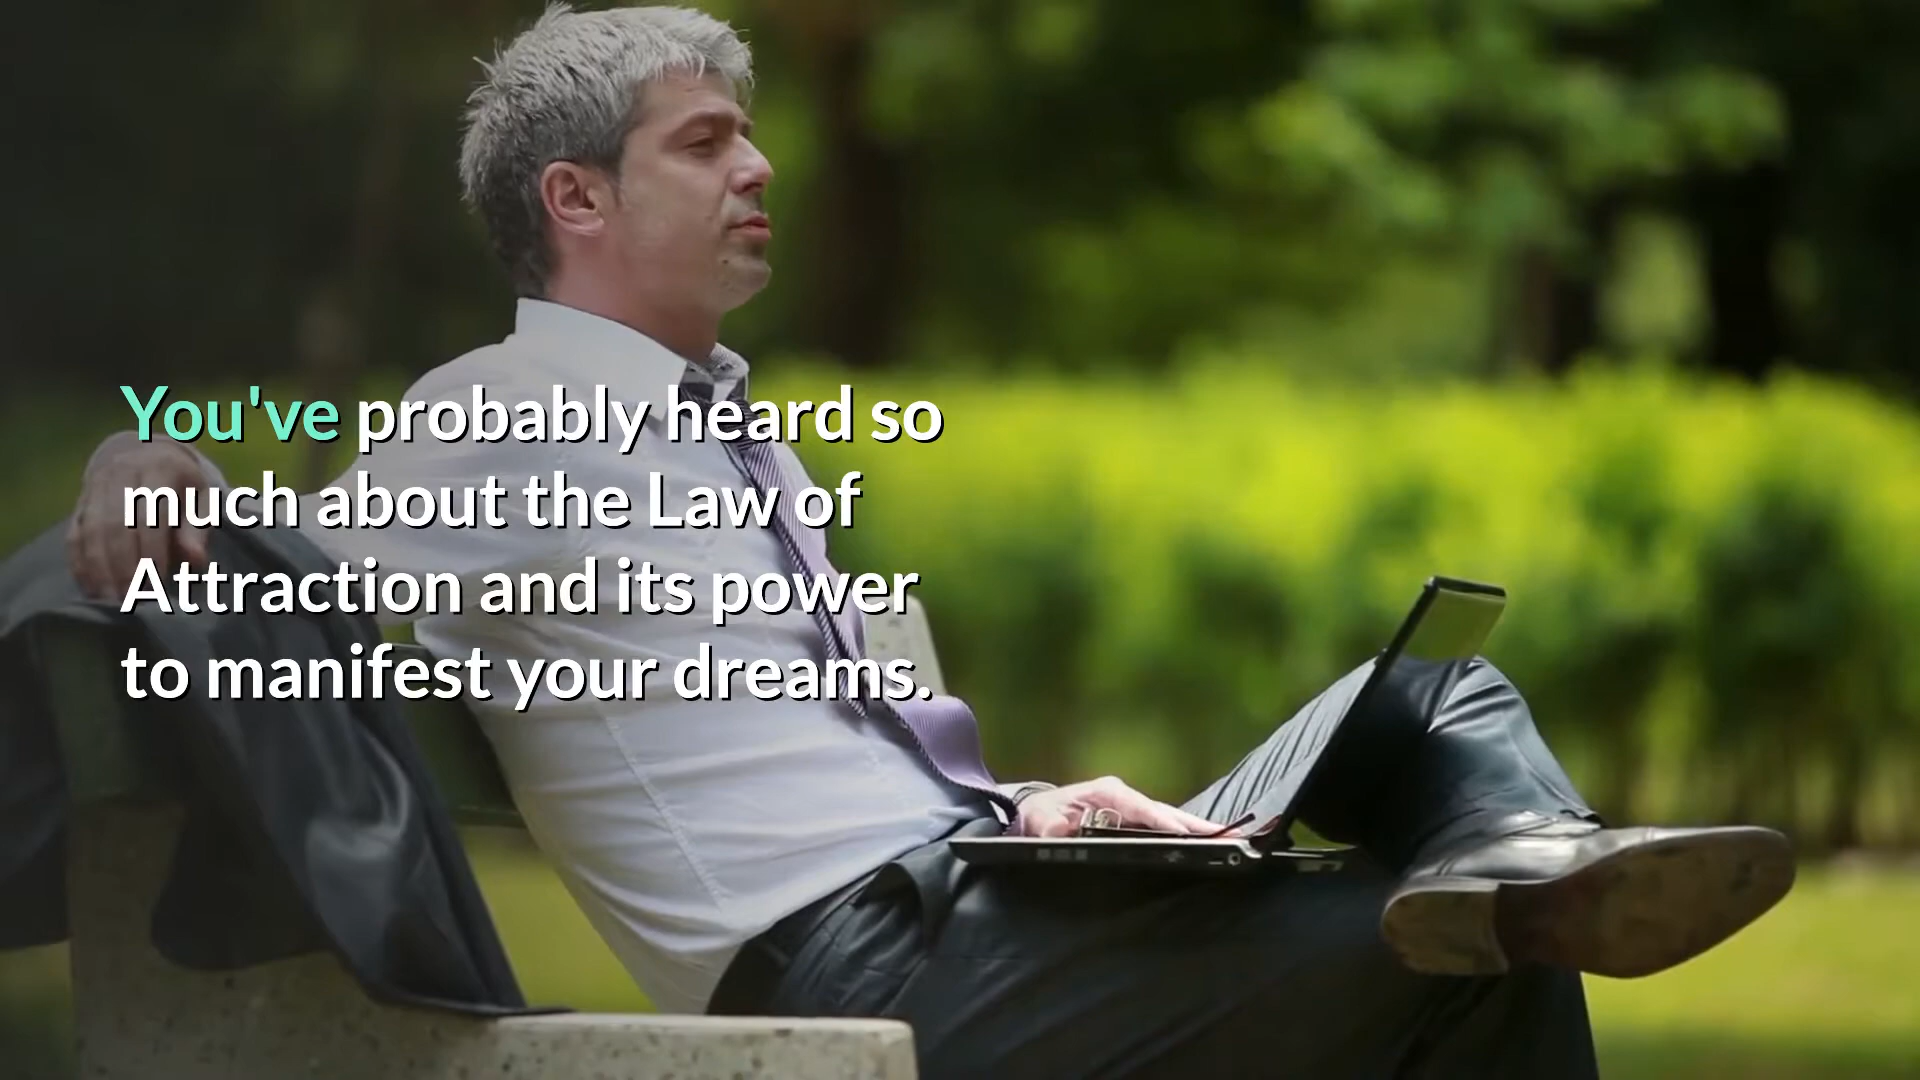 You've probably heard so
much about the Law of
Attraction and its power
to manifest your dreams.